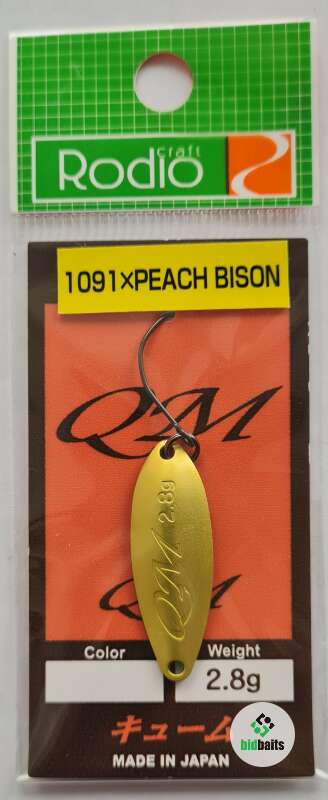 craft
Rodio
1091×PEACH BISON
QM
QM 2.8g
QM
Color Weight
2.8g
キューム
bidbaits
MADE IN JAPAN